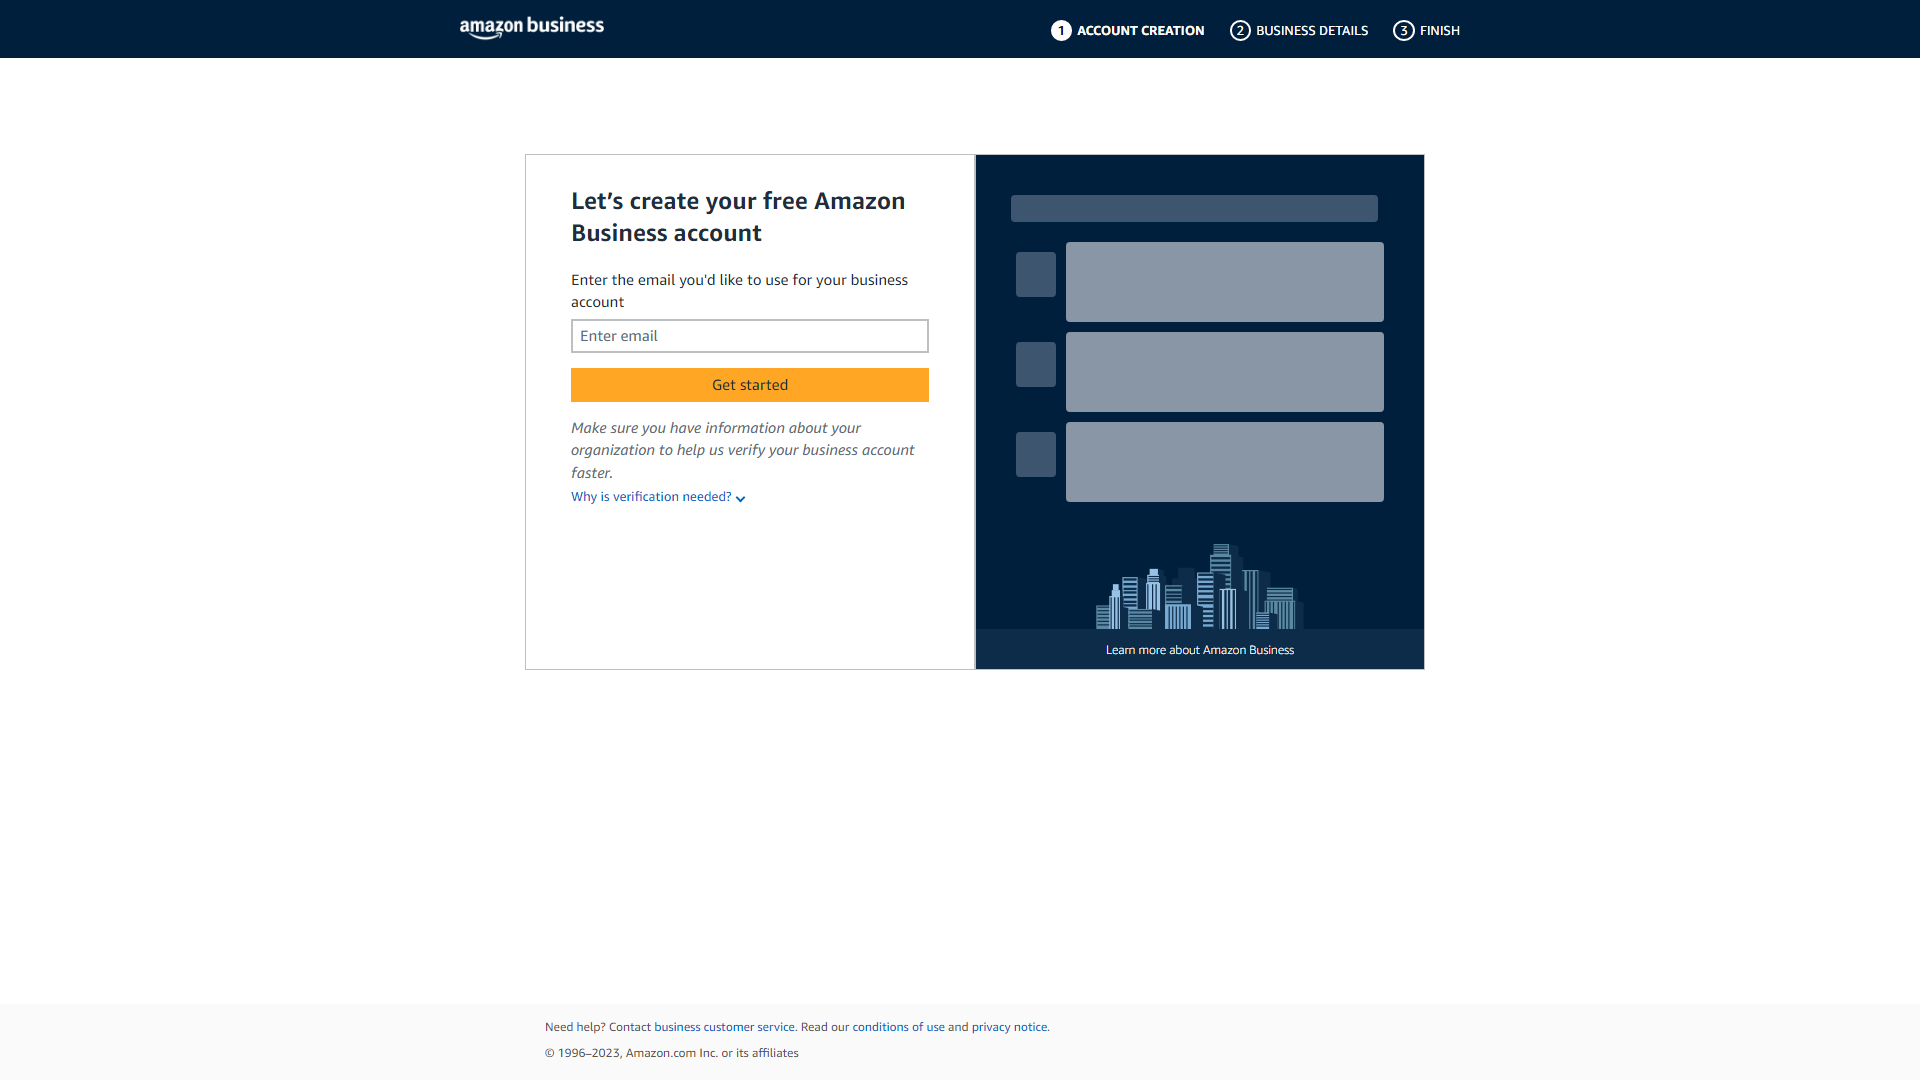 amazon business
1 ACCOUNT CREATION 2 BUSINESS DETAILS 3 FINISH
Let’s create your free Amazon
Business account
Enter the email you'd like to use for your business
account
Enter email
Get started
Make sure you have information about your
organization to help us verify your business account
faster.
Why is verification needed?
Learn more about Amazon Business
Need help? Contact business customer service. Read our conditions of use and privacy notice.
© 1996–2023, Amazon.com Inc. or its affiliates